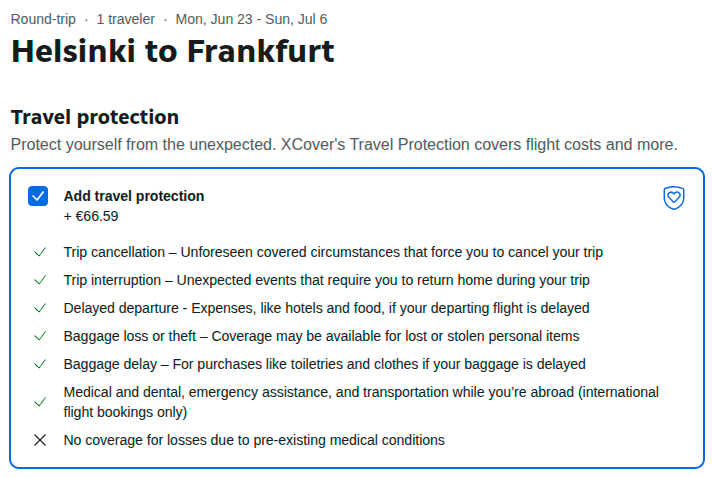 Round-trip · 1 traveler · Mon, Jun 23 - Sun, Jul 6
Helsinki to Frankfurt
Travel protection
Protect yourself from the unexpected. XCover's Travel Protection covers flight costs and more.
Add travel protection
+ €66.59
Trip cancellation – Unforeseen covered circumstances that force you to cancel your trip
Trip interruption – Unexpected events that require you to return home during your trip
Delayed departure - Expenses, like hotels and food, if your departing flight is delayed
Baggage loss or theft – Coverage may be available for lost or stolen personal items
Baggage delay – For purchases like toiletries and clothes if your baggage is delayed
Medical and dental, emergency assistance, and transportation while you’re abroad (international
flight bookings only)
No coverage for losses due to pre-existing medical conditions